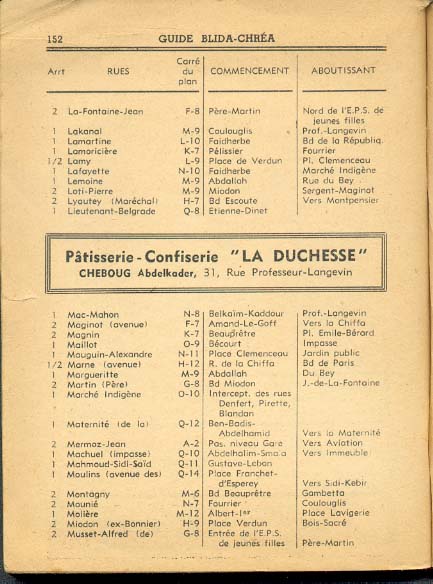 152 GUIDE BLIDA-CHRÉA
Arrt RUES Carré du plan COMMENCEMENT ABOUTISSANT
2 La-Fontaine-Jean F-8 Père-Martin Nord de l'E.P.S. de
jeunes filles
1 Lakanal M-9 Coulouglis Prof.-Langevin
1 Lamartine L-10 Faidherbe Bd de la Républiq.
1 Lamoricière K-7 Pélissier Fourrier
1/2 Lamy L-9 Place de Verdun Pl. Clemenceau
1 Lafayette N-10 Faidherbe Marché Indigène
1 Lemoine M-9 Abdallah Rue du Bey
2 Loti-Pierre M-9 Miodon Sergent-Maginot
2 Lyautey (Maréchal) H-7 Bd Escoute Vers Montpensier
1 Lieutenant-Belgrade Q-8 Etienne-Dinet
Pâtisserie - Confiserie "LA DUCHESSE"
CHEBOUG Abdelkader, 31, Rue Professeur-Langevin
1 Mac-Mahon N-8 Belkaïm-Kaddour Prof.-Langevin
2 Maginot (avenue) F-7 Amand-Le-Goff Vers la Chiffa
2 Magnin K-7 Beauprêtre Pl. Emile-Bérard
1 Maillot O-9 Bécourt Impasse
1 Mauguin-Alexandre N-11 Place Clemenceau Jardin public
1/2 Marne (avenue) H-12 R. de la Chiffa Bd de Paris
1 Margueritte M-9 Abdallah Du Bey
2 Martin (Père) G-8 Bd Miodon J.-de-La-Fontaine
1 Marché Indigène O-10 Intercept. des rues
Denfert, Pirette,
Blandan
1 Maternité (de la) Q-12 Ben-Badis-
Abdelhamid Vers la Maternité
2 Mermoz-Jean A-2 Pas. niveau Gare Vers Aviation
1 Machuel (impasse) Q-10 Abdelhalim-Smaïa Vers Immeuble
1 Mahmoud-Sidi-Saïd Q-11 Gustave-Lebon
1 Moulins (avenue des) Q-14 Place Franchet-
d'Esperey Vers Sidi-Kebir
2 Montagny M-6 Bd Beauprêtre Gambetta
2 Mounié N-7 Fourrier Coulouglis
1 Molière M-12 Albert-1er Place Lavigerie
2 Miodon (ex-Bonnier) H-9 Place Verdun Bois-Sacré
2 Musset-Alfred (de) G-8 Entrée de l'E.P.S.
de jeunes filles Père-Martin